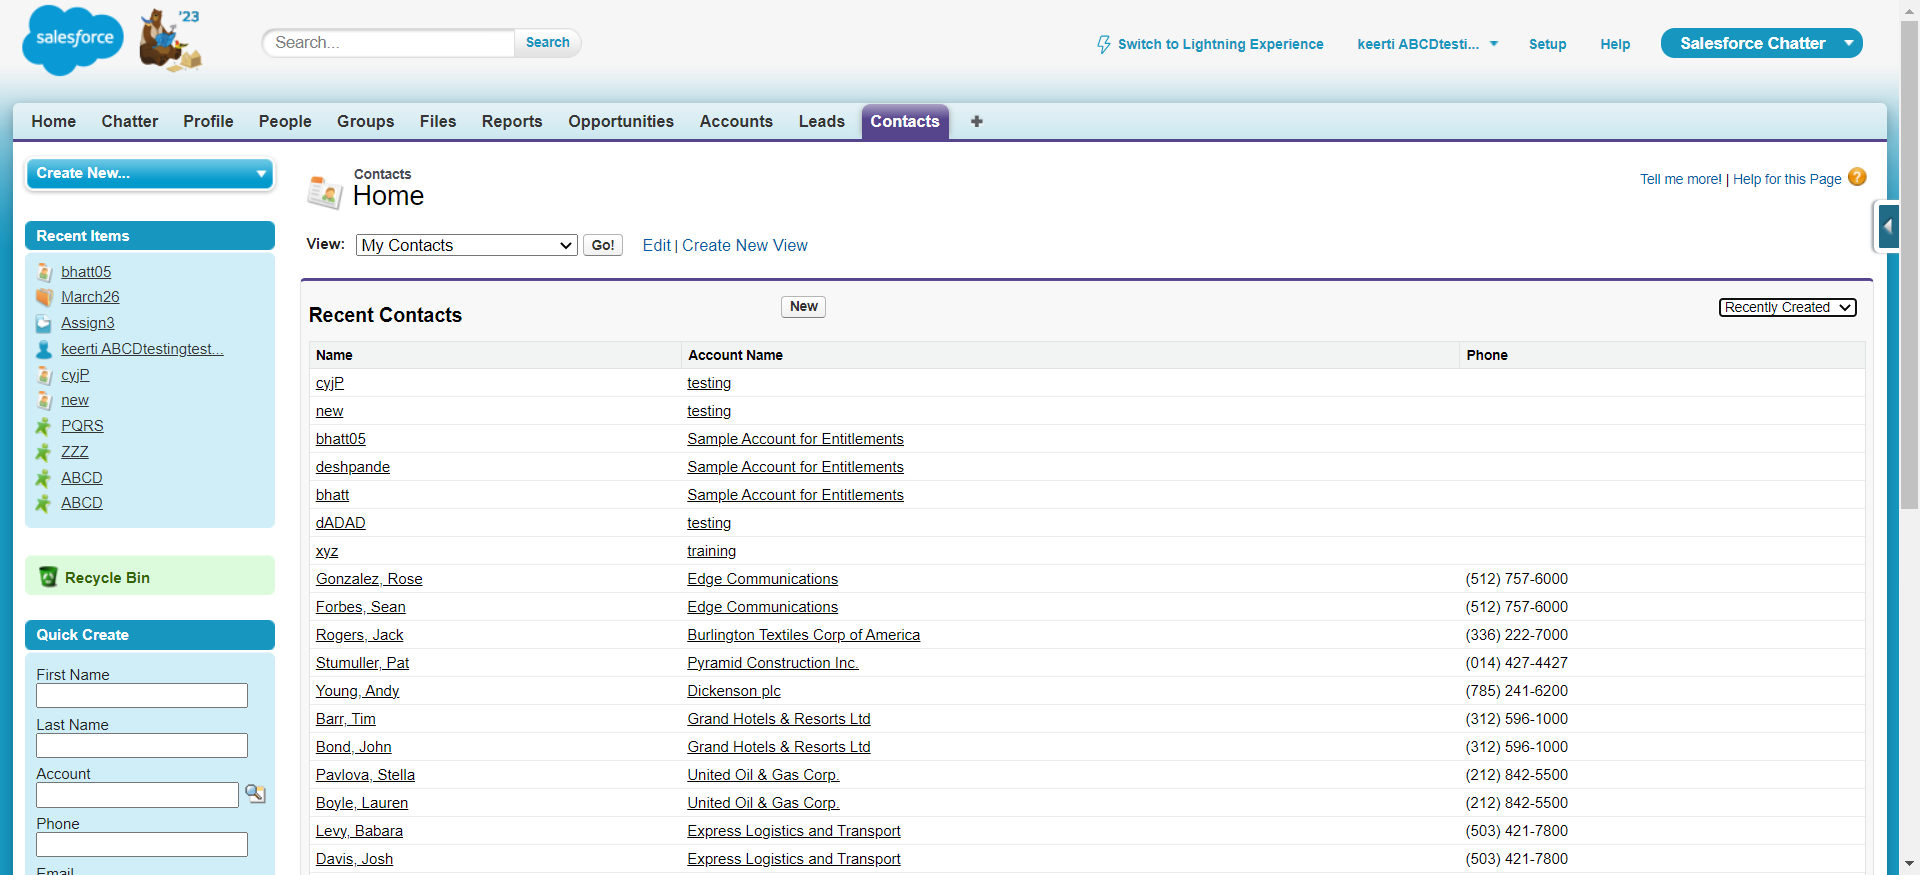 salesforce
'23
Search...
Search
Switch to Lightning Experience
keerti ABCDtesti...
Setup
Help
Salesforce Chatter
Home
Chatter
Profile
People
Groups
Files
Reports
Opportunities
Accounts
Leads
Contacts
+
Create New...
Recent Items
bhatt05
March26
Assign3
keerti ABCDtestingtest...
cyjP
new
PQRS
ZZZ
ABCD
ABCD
Recycle Bin
Quick Create
First Name
Last Name
Account
Phone
Email
Contacts
Home
Tell me more! | Help for this Page
?
View: My Contacts Go! Edit | Create New View
Recent Contacts New Recently Created
Name Account Name Phone
cyjP testing
new testing
bhatt05 Sample Account for Entitlements
deshpande Sample Account for Entitlements
bhatt Sample Account for Entitlements
dADAD testing
xyz training
Gonzalez, Rose Edge Communications (512) 757-6000
Forbes, Sean Edge Communications (512) 757-6000
Rogers, Jack Burlington Textiles Corp of America (336) 222-7000
Stumuller, Pat Pyramid Construction Inc. (014) 427-4427
Young, Andy Dickenson plc (785) 241-6200
Barr, Tim Grand Hotels & Resorts Ltd (312) 596-1000
Bond, John Grand Hotels & Resorts Ltd (312) 596-1000
Pavlova, Stella United Oil & Gas Corp. (212) 842-5500
Boyle, Lauren United Oil & Gas Corp. (212) 842-5500
Levy, Babara Express Logistics and Transport (503) 421-7800
Davis, Josh Express Logistics and Transport (503) 421-7800